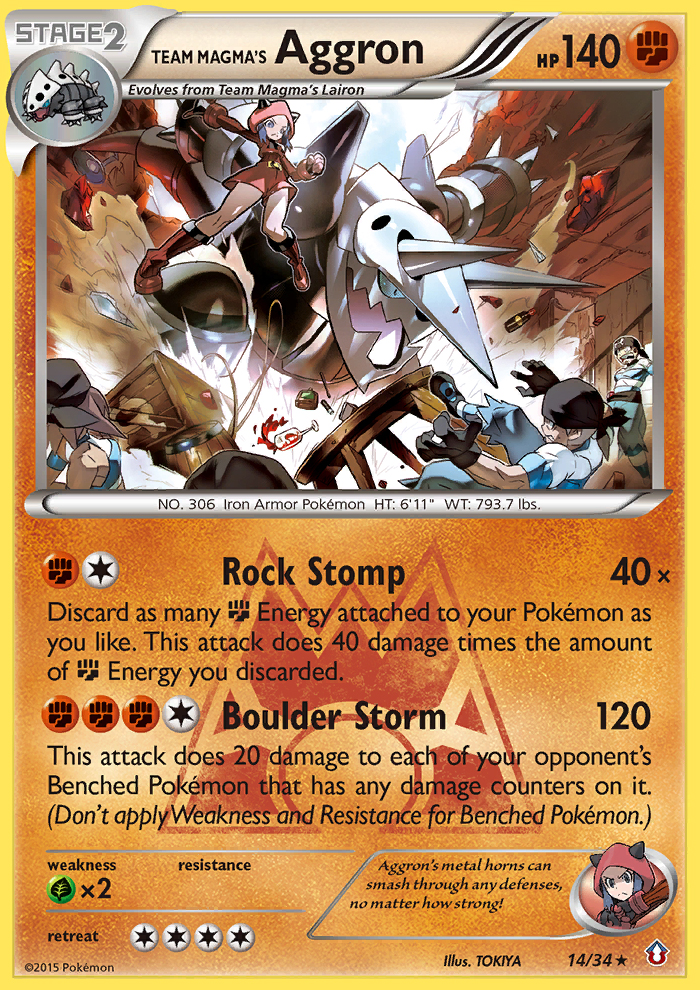 STAGE2
TEAM MAGMA'S Aggron
HP140
Evolves from Team Magma's Lairon
NO. 306 Iron Armor Pokémon HT: 6'11" WT: 793.7 lbs.
Rock Stomp 40×
Discard as many Energy attached to your Pokémon as
you like. This attack does 40 damage times the amount
of Energy you discarded.
Boulder Storm 120
This attack does 20 damage to each of your opponent's
Benched Pokémon that has any damage counters on it.
(Don't apply Weakness and Resistance for Benched Pokémon.)
weakness resistance
×2
retreat
Aggron's metal horns can
smash through any defenses,
no matter how strong!
Illus. TOKIYA 14/34 ★
©2015 Pokémon